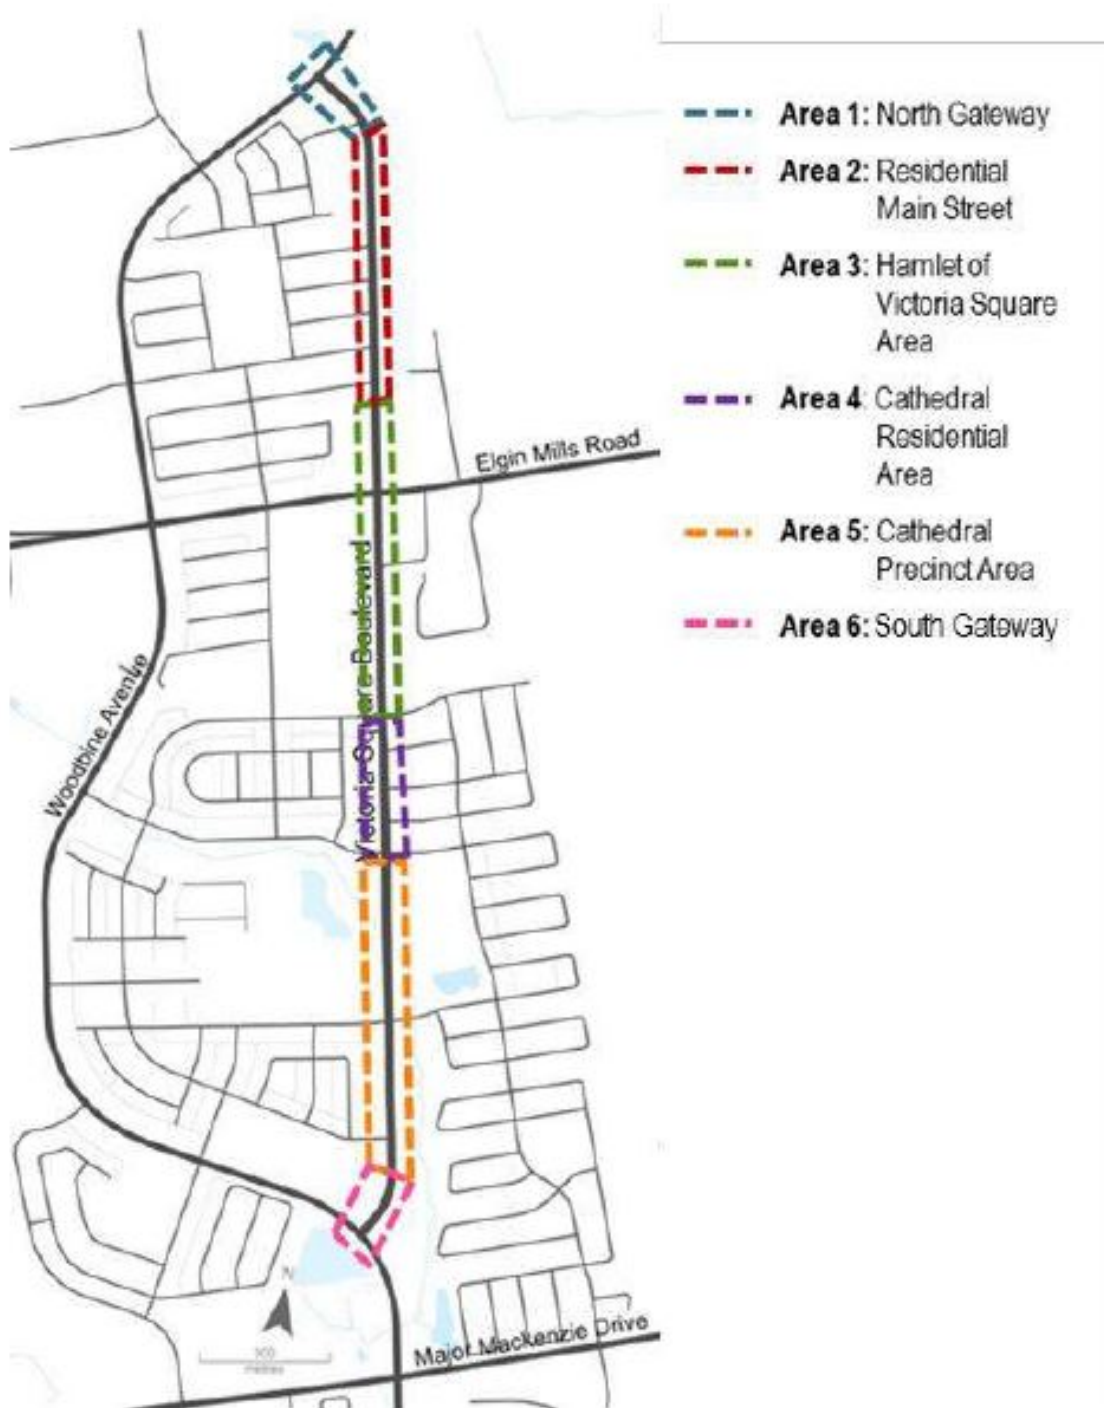 Area 1: North Gateway
Area 2: Residential
Main Street
Area 3: Hamlet of
Victoria Square
Area
Area 4: Cathedral
Residential
Area
Area 5: Cathedral
Precinct Area
Area 6: South Gateway
Elgin Mills Road
Victoria Square Boulevard
Woodbine Avenue
N
metres
Major Mackenzie Drive